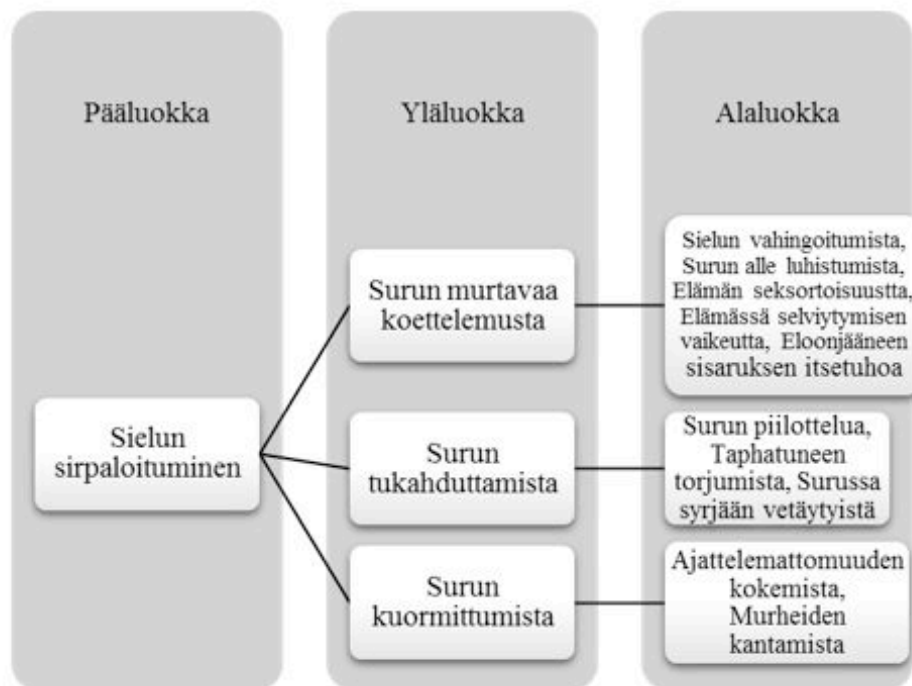 Pääluokka
Yläluokka
Alaluokka
Sielun
sirpaloituminen
Surun murtavaa
koettelemusta
Surun
tukahduttamista
Surun
kuormittumista
Sielun vahingoitumista,
Surun alle luhistumista,
Elämän seksortoisuustta,
Elämässä selviytymisen
vaikeutta, Eloonjääneen
sisaruksen itsetuhoa
Surun piilottelua,
Taphatuneen
torjumista, Surussa
syrjään vetäytyistä
Ajattelemattomuuden
kokemista,
Murheiden
kantamista